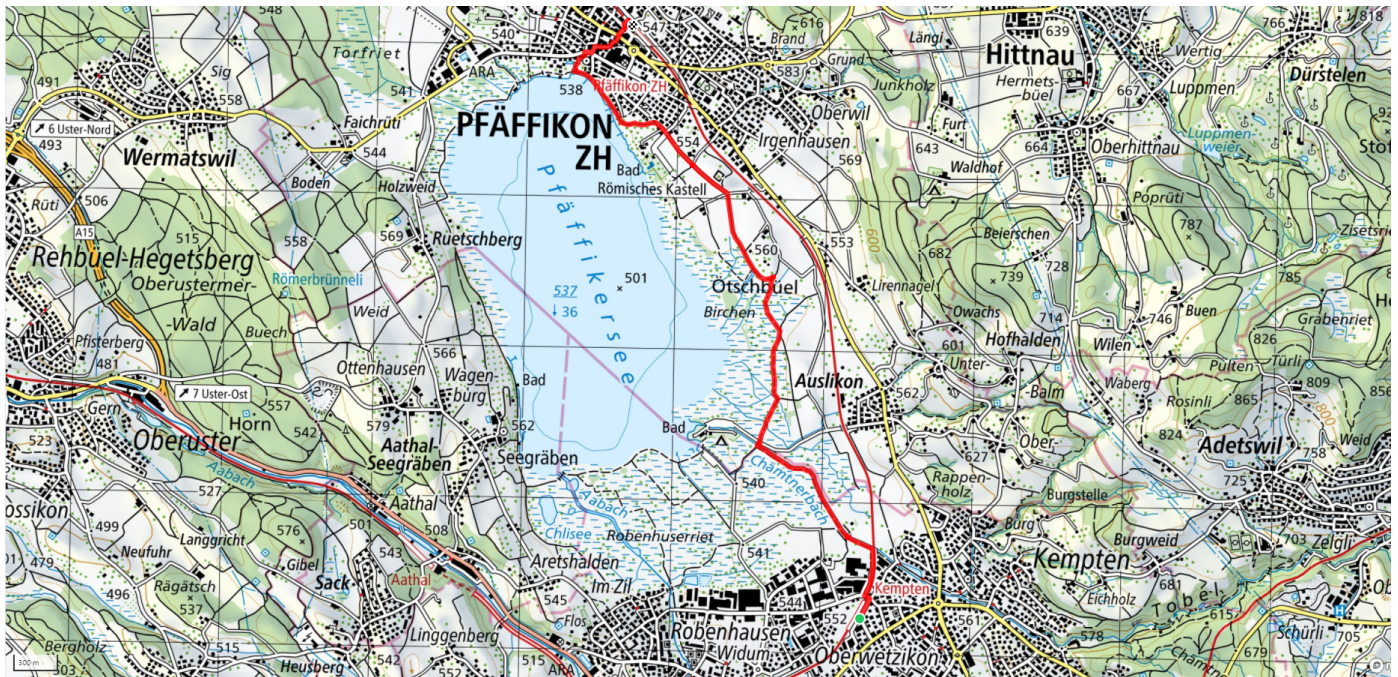 540
547
616
Brand
Längi
Hittnau
639
766
818
Wertig
Torfriet
Sig
558
491
541
ARA
538
Pfäffikon ZH
583
Grund
Junkholz
Hermets-
büel
667
Luppmen
Dürstelen
6 Uster-Nord
493
Wermatswil
Faichrüti
544
PFÄFFIKON
ZH
554
Irgenhausen
Oberwil
Furt
643
664
Oberhittnau
Luppmen-
weier
Boden
Holzweid
Bad
Römisches Kastell
569
Waldhof
Rüti
506
A15
515
558
569
Ruetschberg
Pfäffikersee
560
553
600
682
Beierschen
Poprüti
787
Rehbüel-Hegetsberg
Oberustermer-
-Wald
Römerbrünneli
501
537
36
Ötschbüel
Birchen
Lirennagel
739
728
785
Weid
Buech
Owachs
714
746
Buen
Grabenriet
Pfisterberg
481
566
Ottenhausen
Wagen-
burg
601
Unter-
Hofhalden
Wilen
826
Türli
Pulten-
7 Uster-Ost
Gern
557
Horn
542
579
Bad
562
Auslikon
562
-Balm
Waberg
809
865
Rosinli
800
856
523
Oberuster
Aabach
Aathal-
Seegräben
Seegräben
Bad
Ober-
627
824
Adetswil
Weid
758
527
Aathal
540
Chämtnerbach
Rappen-
holz
725
Burgstelle
499
Langgricht
576
501
508
Aabach
Chlisee
Robenhuserriet
541
Burg
Kempten
Burgweid
703
Zelgli
Neufuhr
479
Gibel
543
Aathal
Aretshalden
Im Zil
496
Rägätsch
537
Sack
545
Flos
544
Kempten
552
681
Eichholz
Tobel
615
561
578
Schürli
705
Linggenberg
Robenhausen
Widum
Oberwetzikon
679
Bergholz
503
Heusberg
542
552
515
ARA
300 m